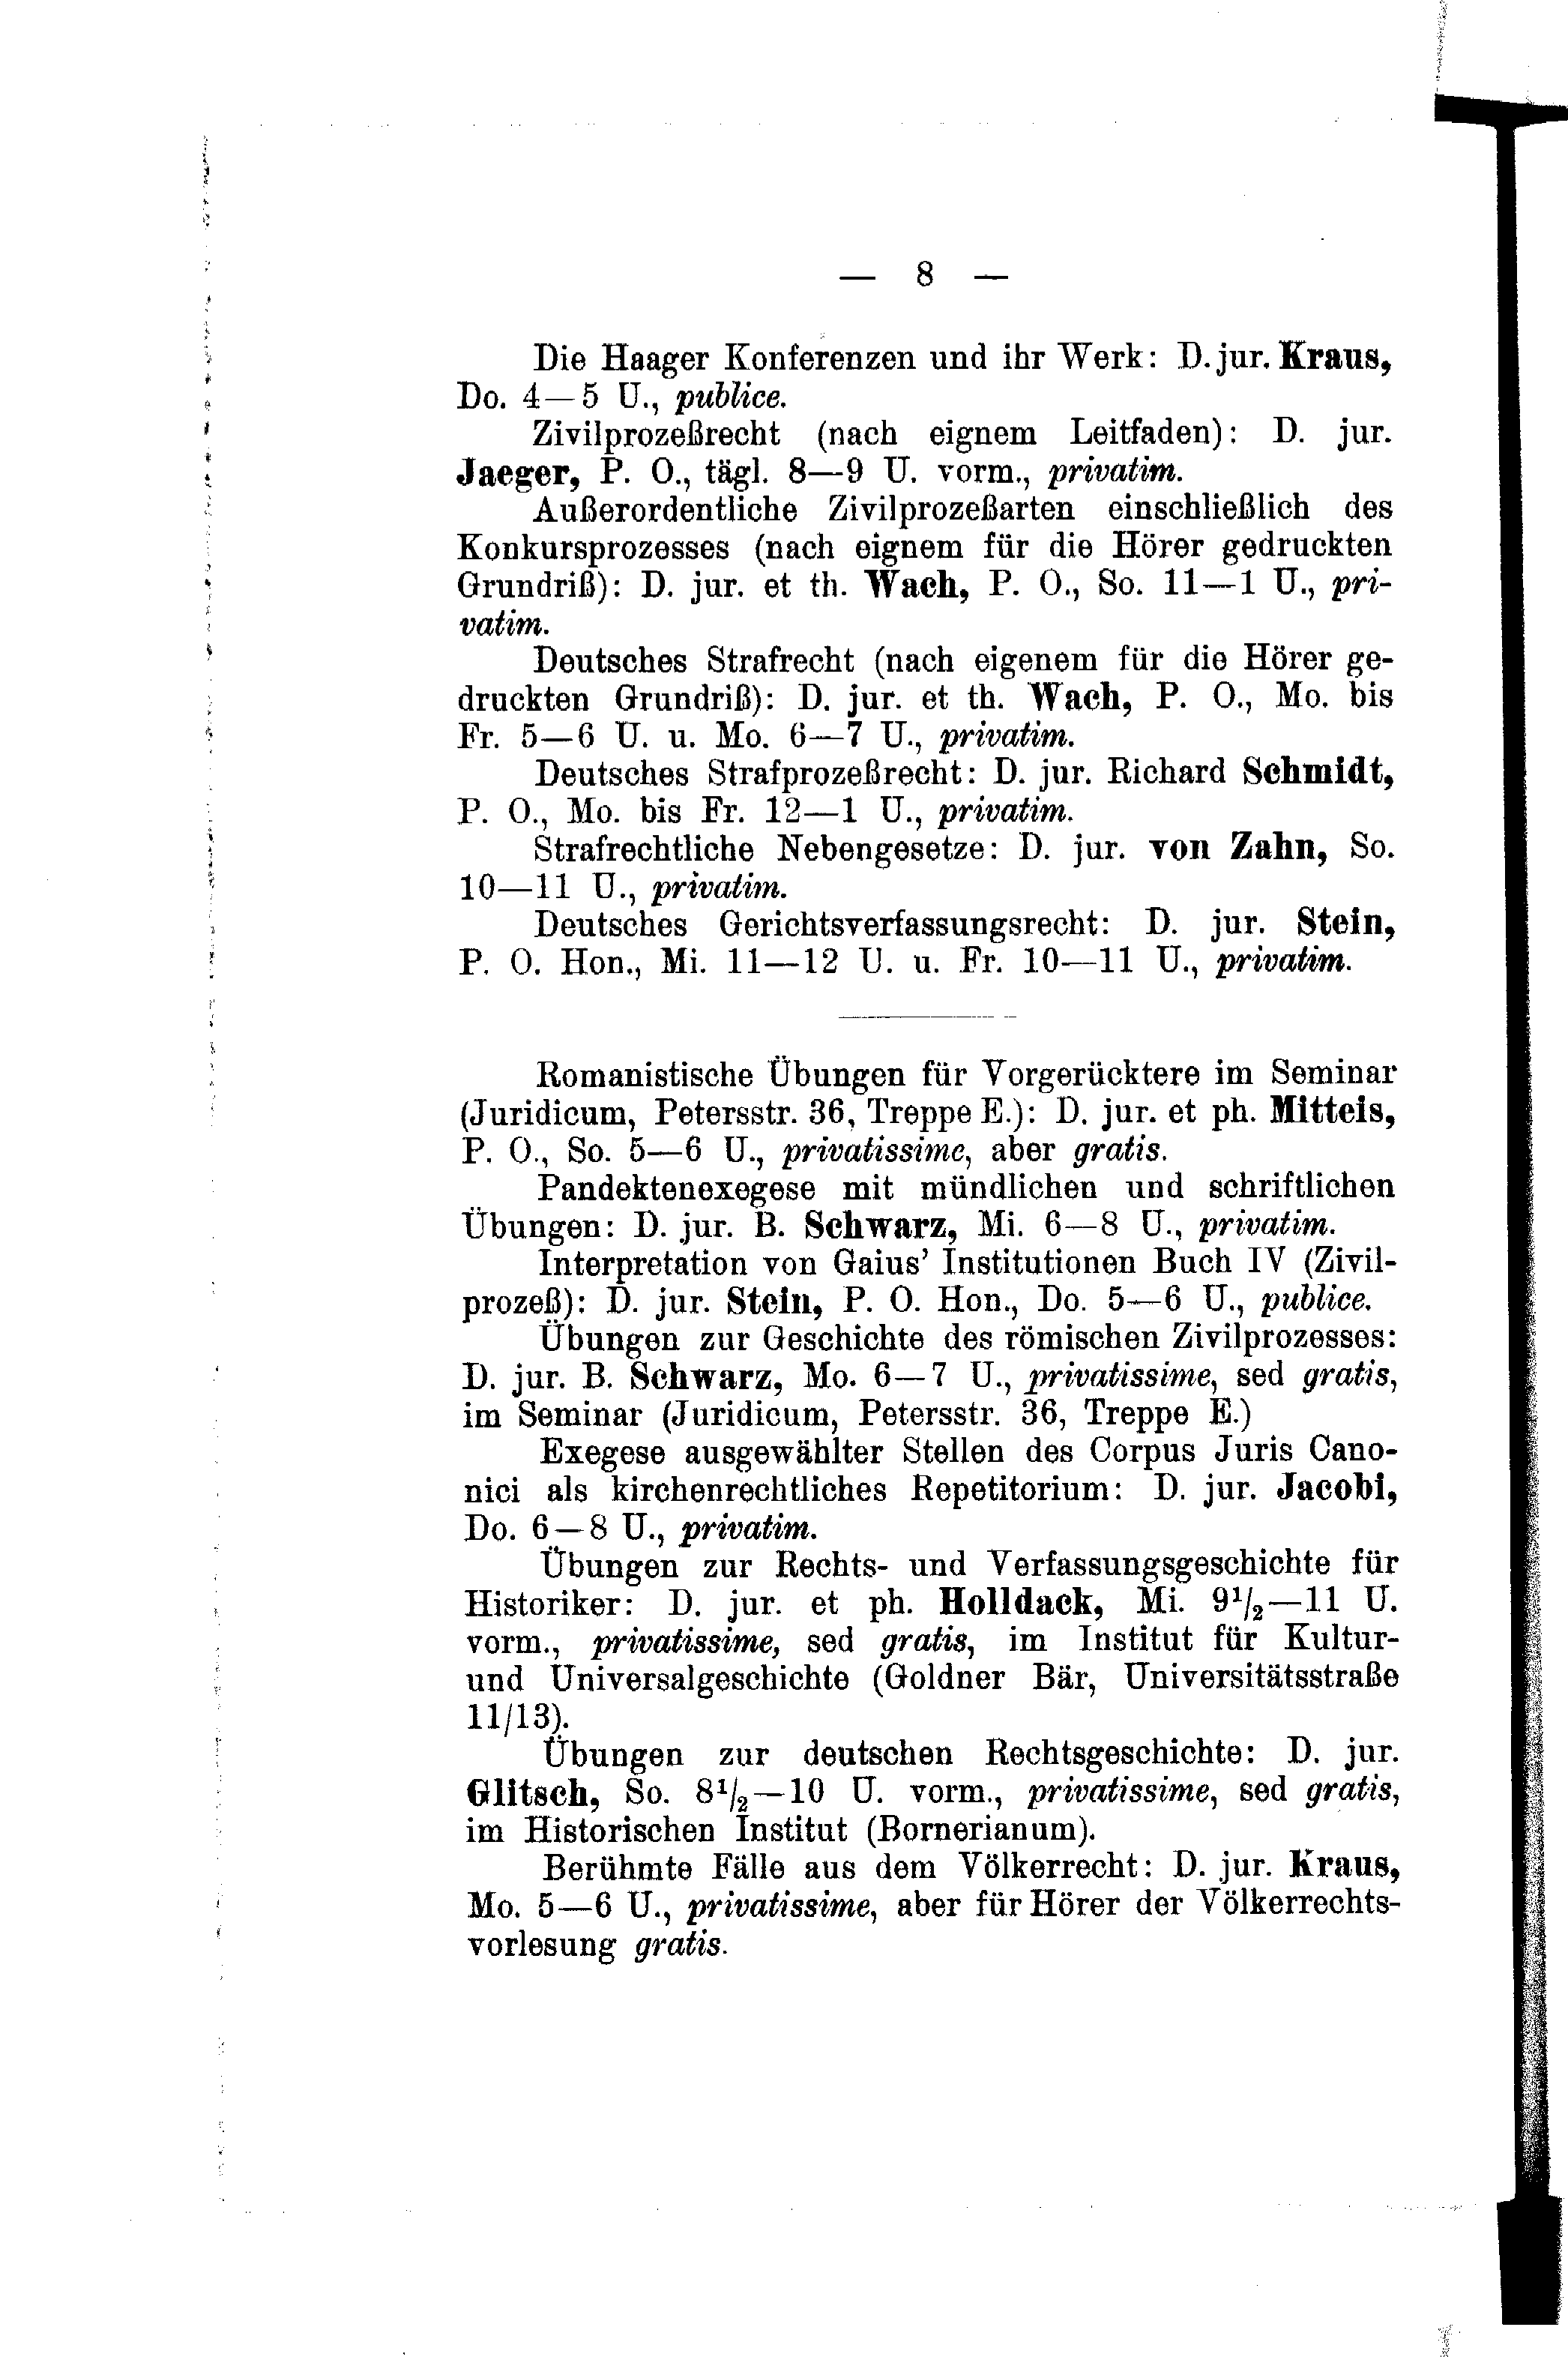 — 8 —
Die Haager Konferenzen und ihr Werk: D. jur. Kraus,
Do. 4—5 U., publice.
Zivilprozeßrecht (nach eignem Leitfaden): D. jur.
Jaeger, P. O., tägl. 8—9 U. vorm., privatim.
Außerordentliche Zivilprozeßarten einschließlich des
Konkursprozesses (nach eignem für die Hörer gedruckten
Grundriß): D. jur. et th. Wach, P. O., So. 11—1 U., pri-
vatim.
Deutsches Strafrecht (nach eigenem für die Hörer ge-
druckten Grundriß): D. jur. et th. Wach, P. O., Mo. bis
Fr. 5—6 U. u. Mo. 6—7 U., privatim.
Deutsches Strafprozeßrecht: D. jur. Richard Schmidt,
P. O., Mo. bis Fr. 12—1 U., privatim.
Strafrechtliche Nebengesetze: D. jur. von Zahn, So.
10—11 U., privatim.
Deutsches Gerichtsverfassungsrecht: D. jur. Stein,
P. O. Hon., Mi. 11—12 U. u. Fr. 10—11 U., privatim.
Romanistische Übungen für Vorgerücktere im Seminar
(Juridicum, Petersstr. 36, Treppe E.): D. jur. et ph. Mitteis,
P. O., So. 5—6 U., privatissime, aber gratis.
Pandektenexegese mit mündlichen und schriftlichen
Übungen: D. jur. B. Schwarz, Mi. 6—8 U., privatim.
Interpretation von Gaius’ Institutionen Buch IV (Zivil-
prozeß): D. jur. Stein, P. O. Hon., Do. 5—6 U., publice.
Übungen zur Geschichte des römischen Zivilprozesses:
D. jur. B. Schwarz, Mo. 6—7 U., privatissime, sed gratis,
im Seminar (Juridicum, Petersstr. 36, Treppe E.)
Exegese ausgewählter Stellen des Corpus Juris Cano-
nici als kirchenrechtliches Repetitorium: D. jur. Jacobi,
Do. 6—8 U., privatim.
Übungen zur Rechts- und Verfassungsgeschichte für
Historiker: D. jur. et ph. Holldack, Mi. 9½—11 U.
vorm., privatissime, sed gratis, im Institut für Kultur-
und Universalgeschichte (Goldner Bär, Universitätsstraße
11/13).
Übungen zur deutschen Rechtsgeschichte: D. jur.
Glitsch, So. 8½—10 U. vorm., privatissime, sed gratis,
im Historischen Institut (Bornerianum).
Berühmte Fälle aus dem Völkerrecht: D. jur. Kraus,
Mo. 5—6 U., privatissime, aber für Hörer der Völkerrechts-
vorlesung gratis.